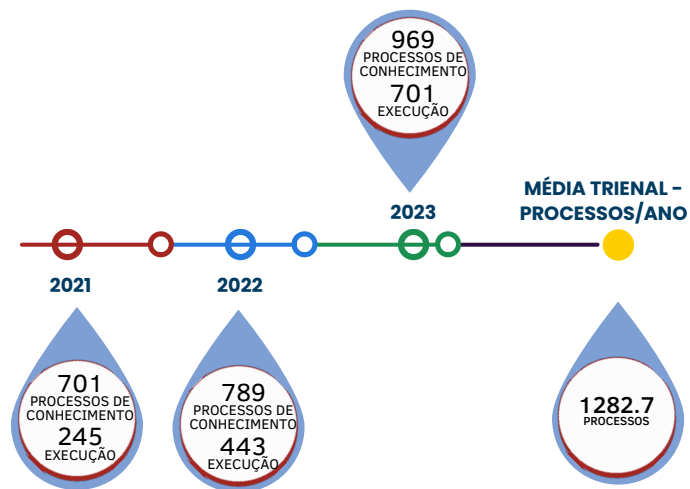 969
PROCESSOS DE
CONHECIMENTO
701
EXECUÇÃO
2023
MÉDIA TRIENAL -
PROCESSOS/ANO
2021
2022
701
PROCESSOS DE
CONHECIMENTO
245
EXECUÇÃO
789
PROCESSOS DE
CONHECIMENTO
443
EXECUÇÃO
1282.7
PROCESSOS